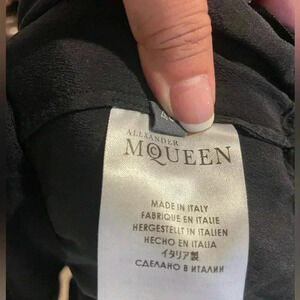 ALEXANDER
MCQUEEN
MADE IN ITALY
FABRIQUE EN ITALIE
HERGESTELLT IN ITALIEN
HECHO EN ITALIA
イタリア製
СДЕЛАНО В ИТАЛИИ